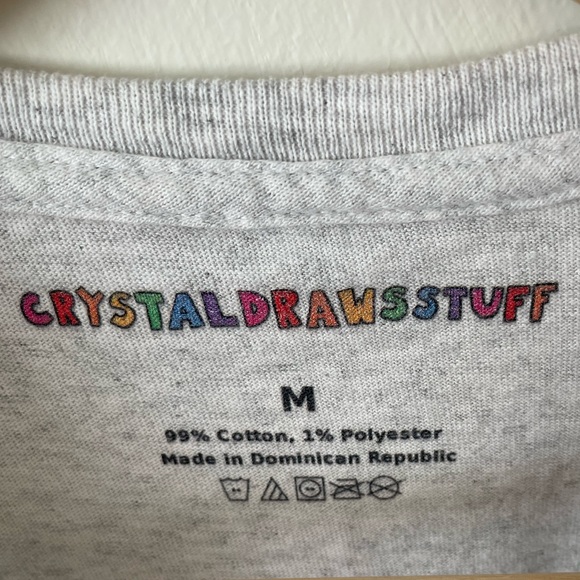 CRYSTALDRAWSSTUFF
M
99% Cotton, 1% Polyester
Made in Dominican Republic